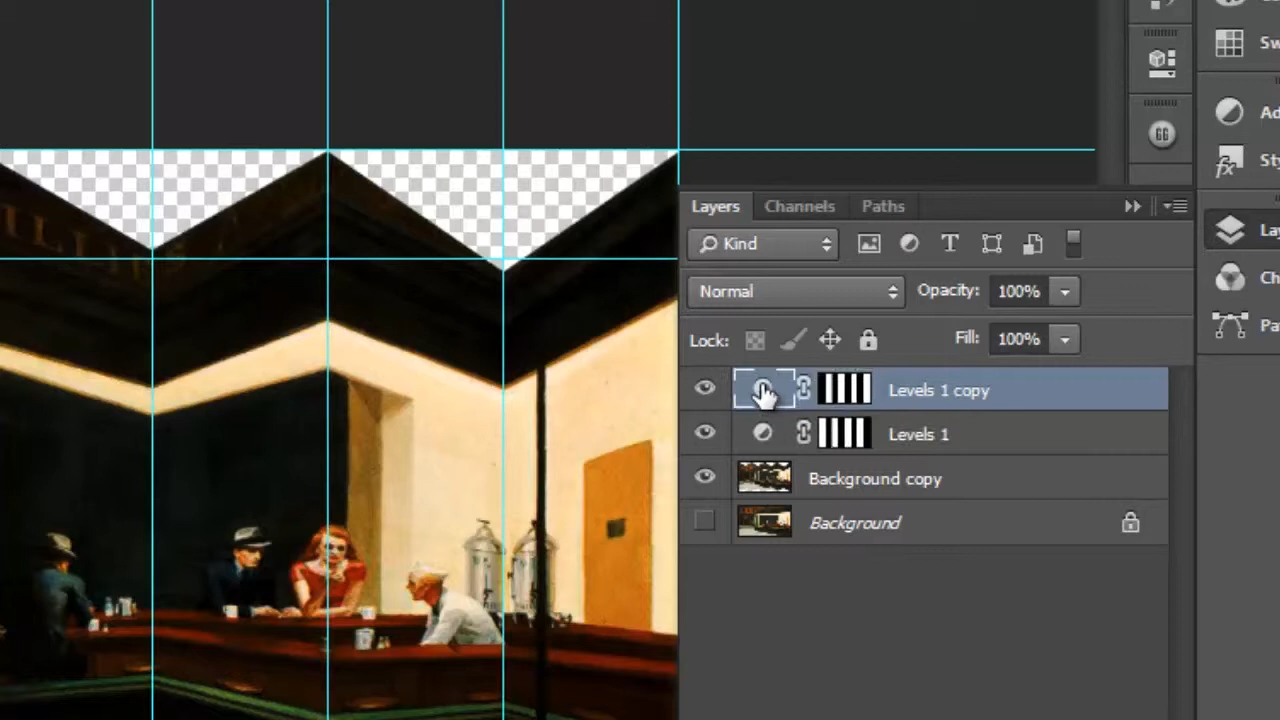 Sw
Ad
Sty
Layers Channels Paths
Lay
Kind
Ch
Normal Opacity: 100%
Pa
Lock: Fill: 100%
Levels 1 copy
Levels 1
Background copy
Background